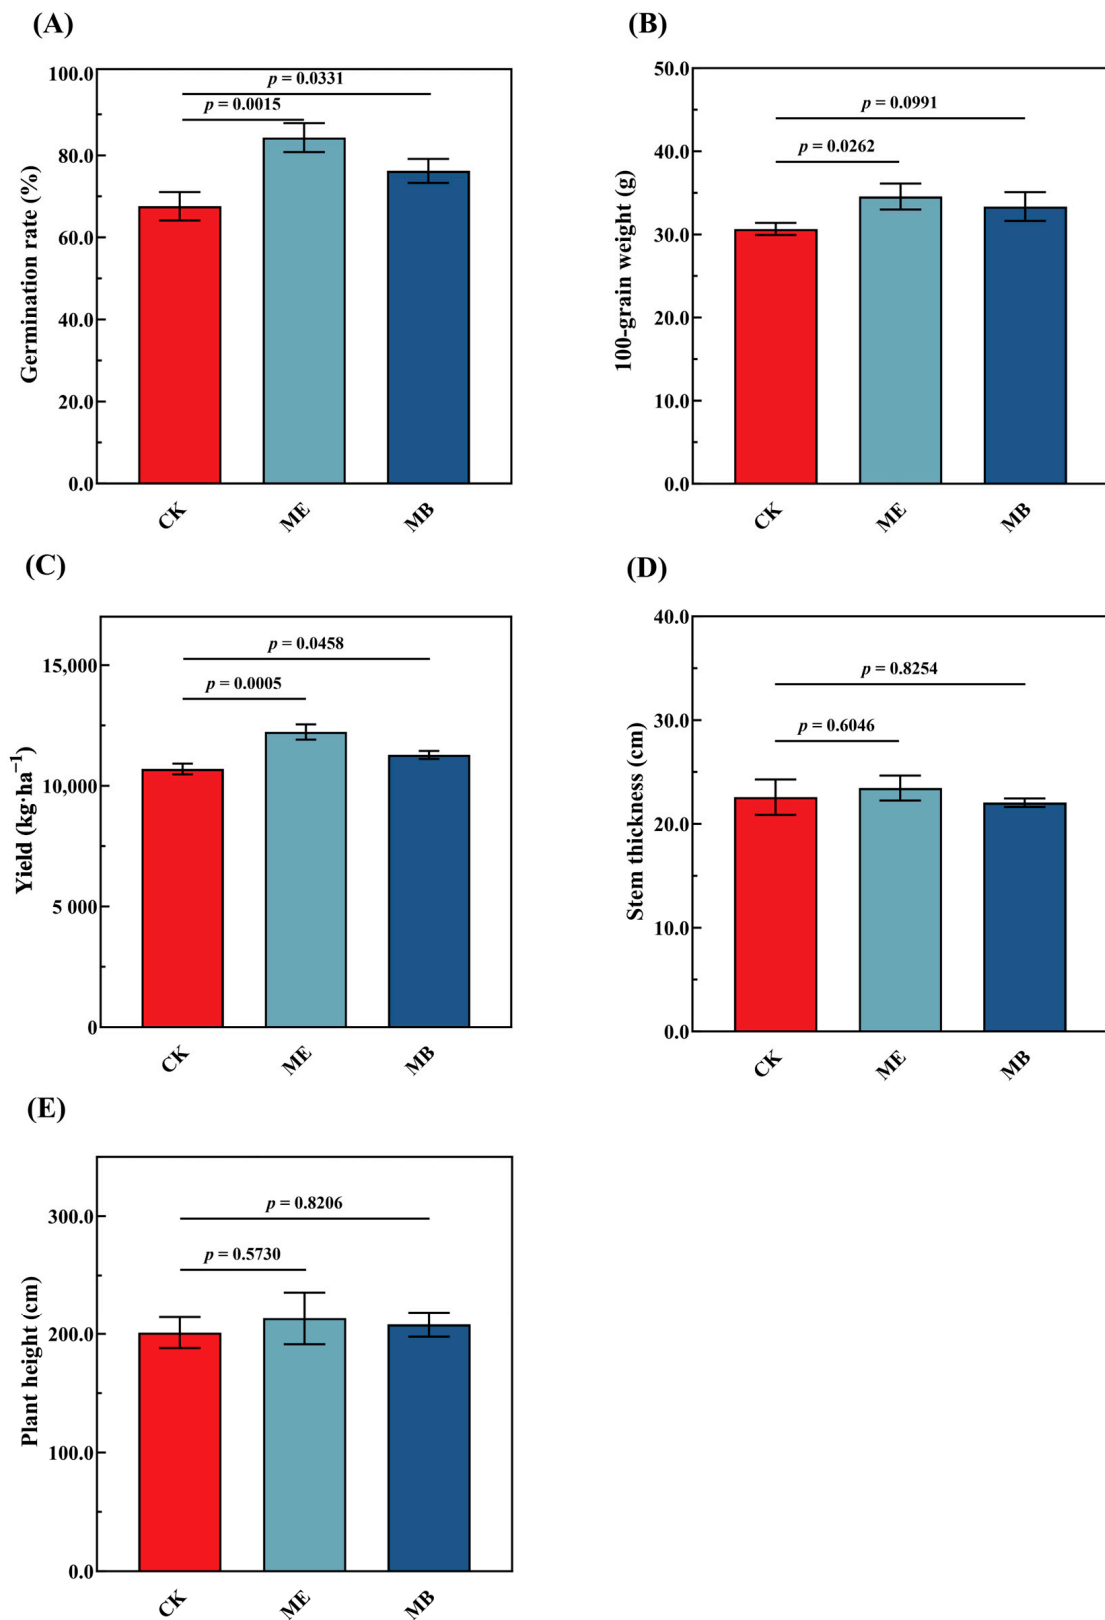 (A)
100.0
80.0
60.0
40.0
20.0
0.0
Germination rate (%)
p = 0.0331
p = 0.0015
CK
ME
MB
(B)
50.0
40.0
30.0
20.0
10.0
0.0
100-grain weight (g)
p = 0.0991
p = 0.0262
CK
ME
MB
(C)
15,000
10,000
5 000
0
Yield (kg·ha⁻¹)
p = 0.0458
p = 0.0005
CK
ME
MB
(D)
40.0
30.0
20.0
10.0
0.0
Stem thickness (cm)
p = 0.8254
p = 0.6046
CK
ME
MB
(E)
300.0
200.0
100.0
0.0
Plant height (cm)
p = 0.8206
p = 0.5730
CK
ME
MB